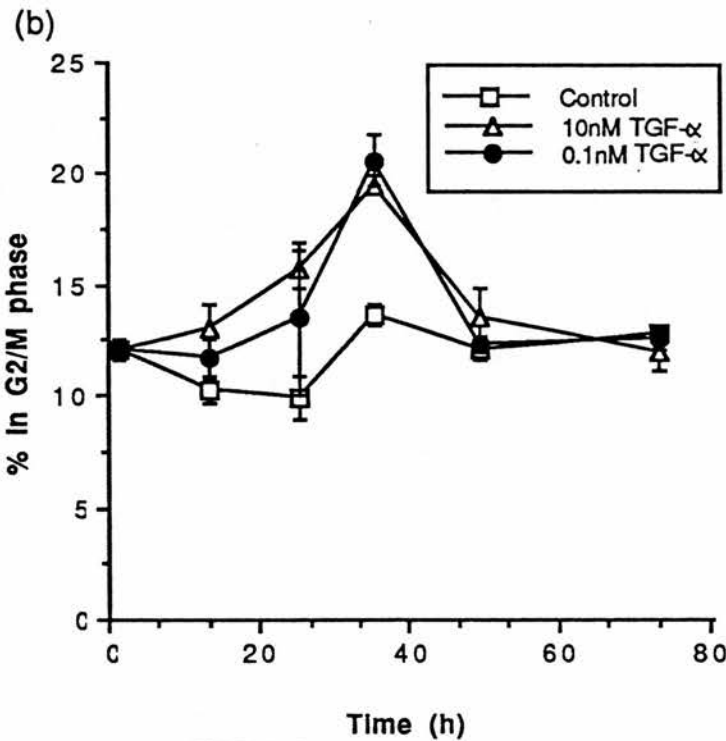 (b)
25
20
15
10
5
0
0 20 40 60 80
% In G2/M phase
Time (h)
Control
10nM TGF-α
0.1nM TGF-α